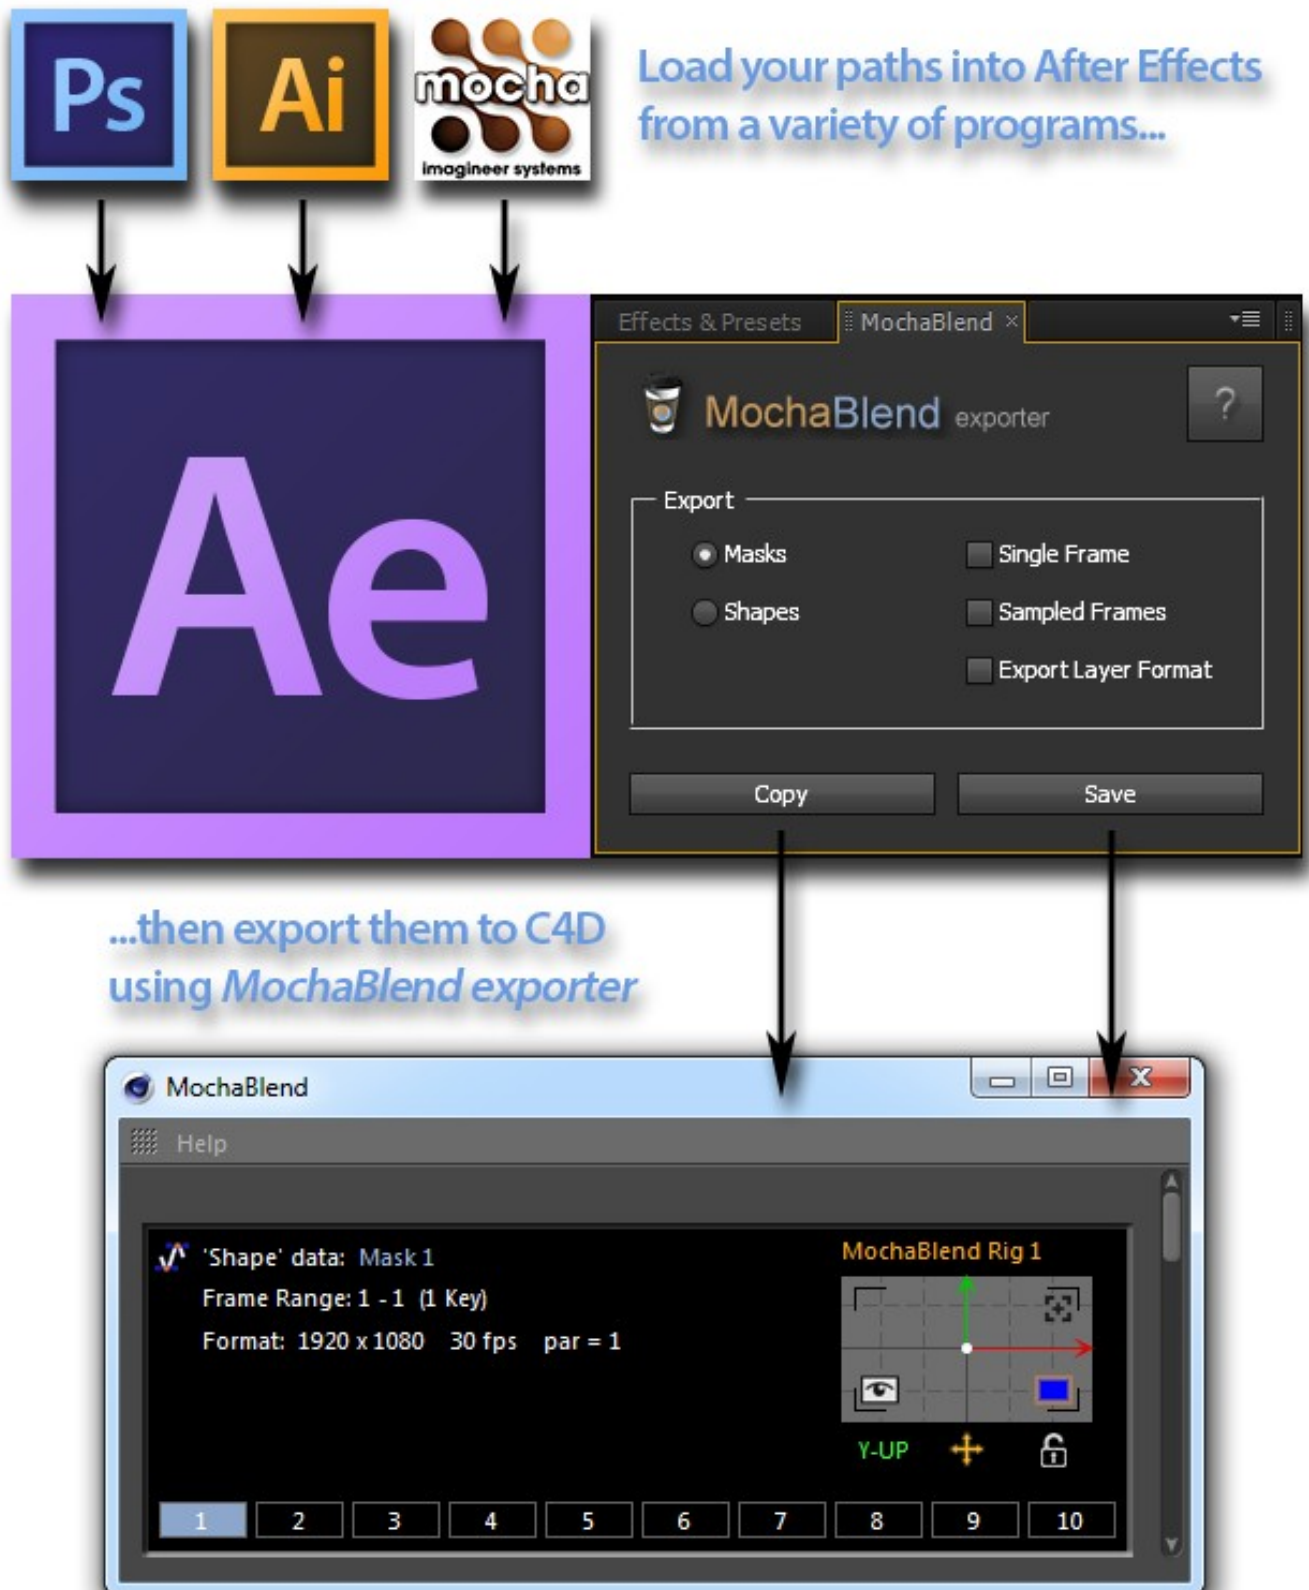 Ps
Ai
mocha
imagineer systems
Load your paths into After Effects
from a variety of programs...
Ae
Effects & Presets
MochaBlend ×
MochaBlend exporter
?
Export
Masks
Single Frame
Shapes
Sampled Frames
Export Layer Format
Copy
Save
...then export them to C4D
using MochaBlend exporter
MochaBlend
Help
'Shape' data: Mask 1
MochaBlend Rig 1
Frame Range: 1 - 1 (1 Key)
Format: 1920 x 1080 30 fps par = 1
Y-UP
1 2 3 4 5 6 7 8 9 10